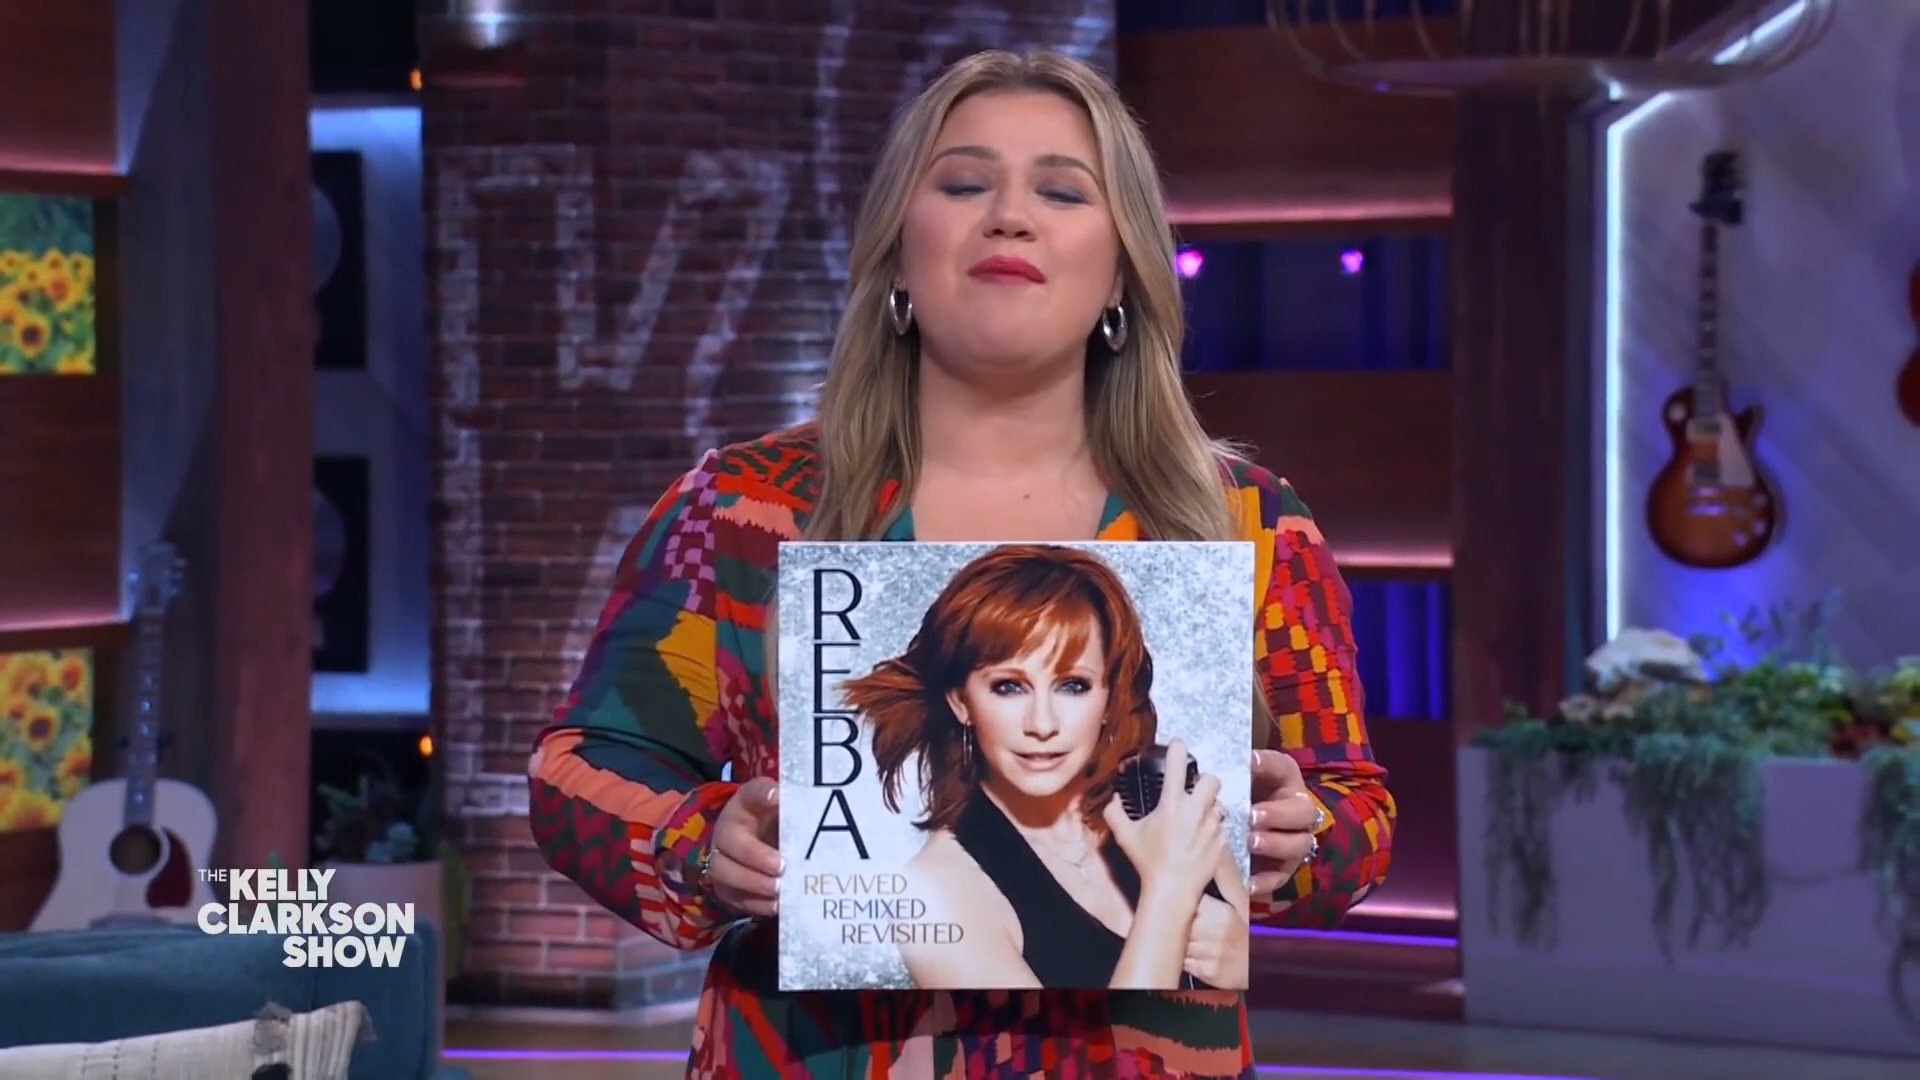 REBA
REVIVED
REMIXED
REVISITED
THE
KELLY
CLARKSON
SHOW